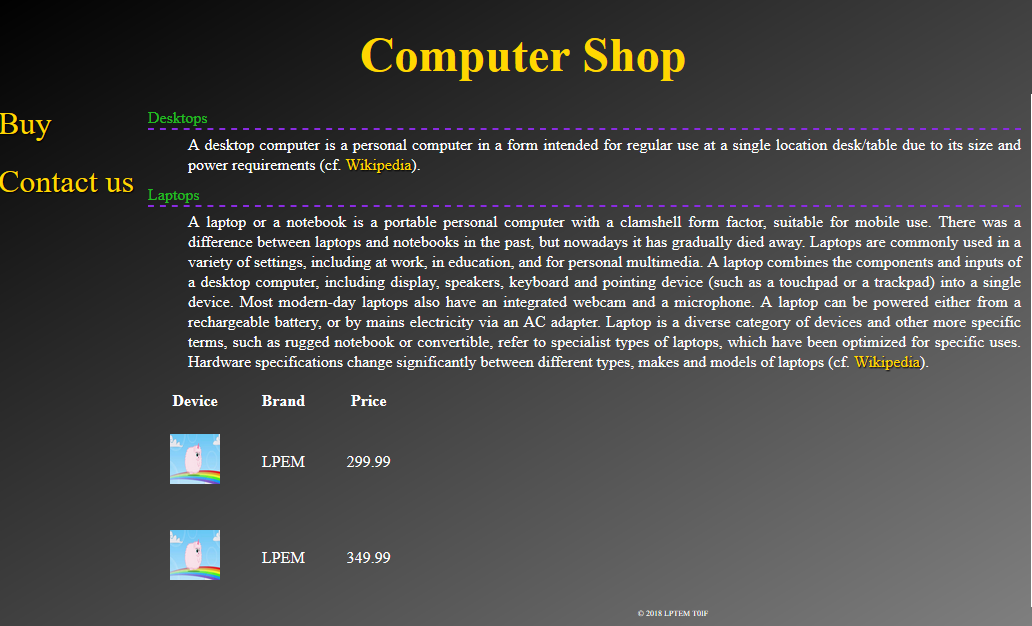 Computer Shop
Buy
Contact us
Desktops
A desktop computer is a personal computer in a form intended for regular use at a single location desk/table due to its size and
power requirements (cf. Wikipedia).
Laptops
A laptop or a notebook is a portable personal computer with a clamshell form factor, suitable for mobile use. There was a
difference between laptops and notebooks in the past, but nowadays it has gradually died away. Laptops are commonly used in a
variety of settings, including at work, in education, and for personal multimedia. A laptop combines the components and inputs of
a desktop computer, including display, speakers, keyboard and pointing device (such as a touchpad or a trackpad) into a single
device. Most modern-day laptops also have an integrated webcam and a microphone. A laptop can be powered either from a
rechargeable battery, or by mains electricity via an AC adapter. Laptop is a diverse category of devices and other more specific
terms, such as rugged notebook or convertible, refer to specialist types of laptops, which have been optimized for specific uses.
Hardware specifications change significantly between different types, makes and models of laptops (cf. Wikipedia).
Device Brand Price
LPEM 299.99
LPEM 349.99
© 2018 LPTEM T0IF